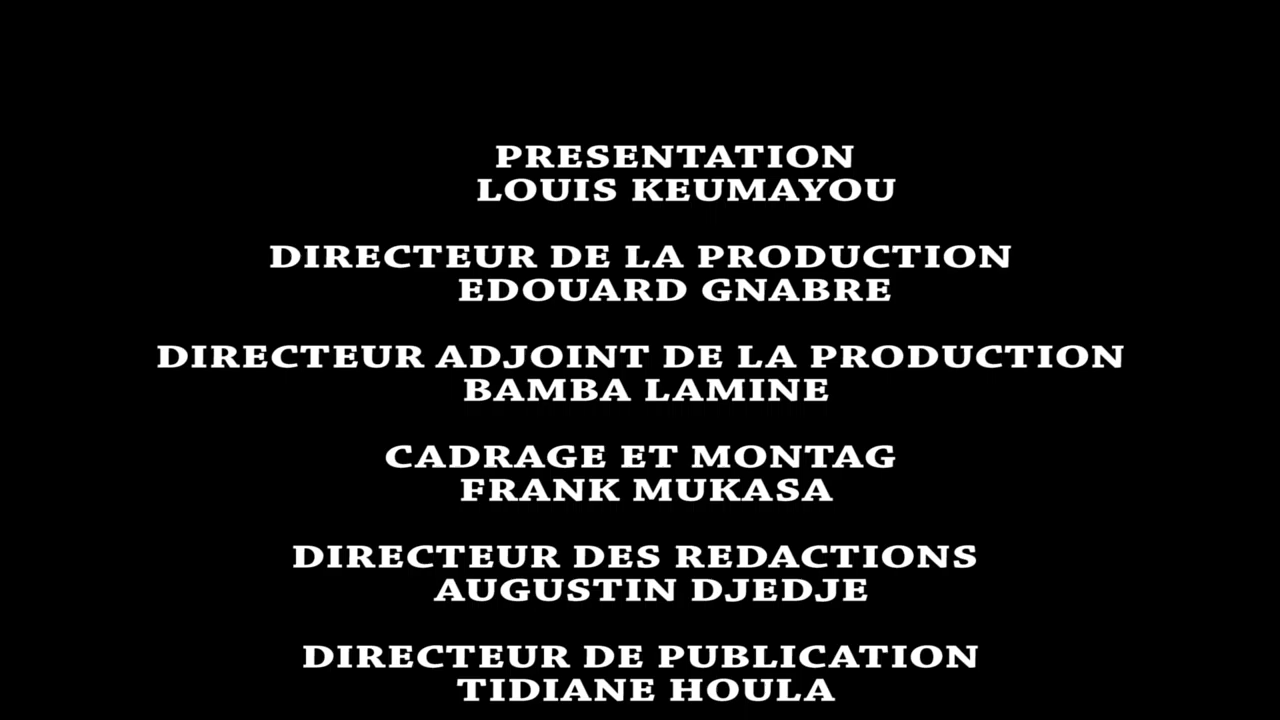 PRESENTATION
LOUIS KEUMAYOU
DIRECTEUR DE LA PRODUCTION
EDOUARD GNABRE
DIRECTEUR ADJOINT DE LA PRODUCTION
BAMBA LAMINE
CADRAGE ET MONTAG
FRANK MUKASA
DIRECTEUR DES REDACTIONS
AUGUSTIN DJEDJE
DIRECTEUR DE PUBLICATION
TIDIANE HOULA